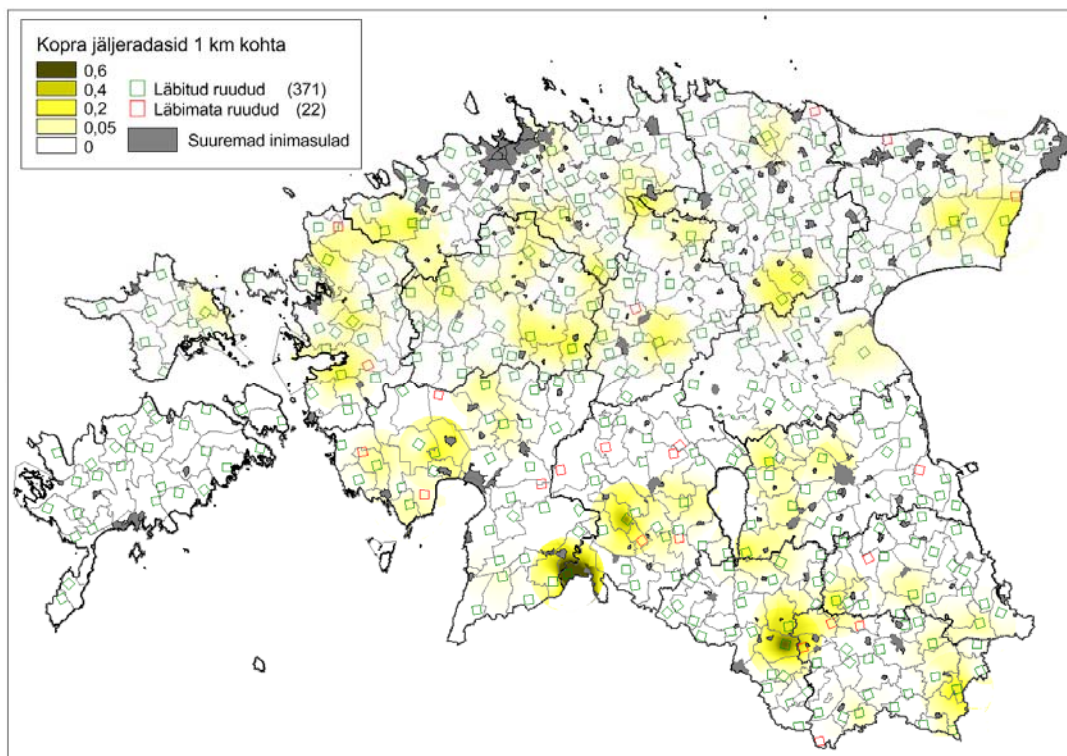 Kopra jäljeradasid 1 km kohta
0,6
0,4
0,2
0,05
0
Läbitud ruudud (371)
Läbimata ruudud (22)
Suuremad inimasulad